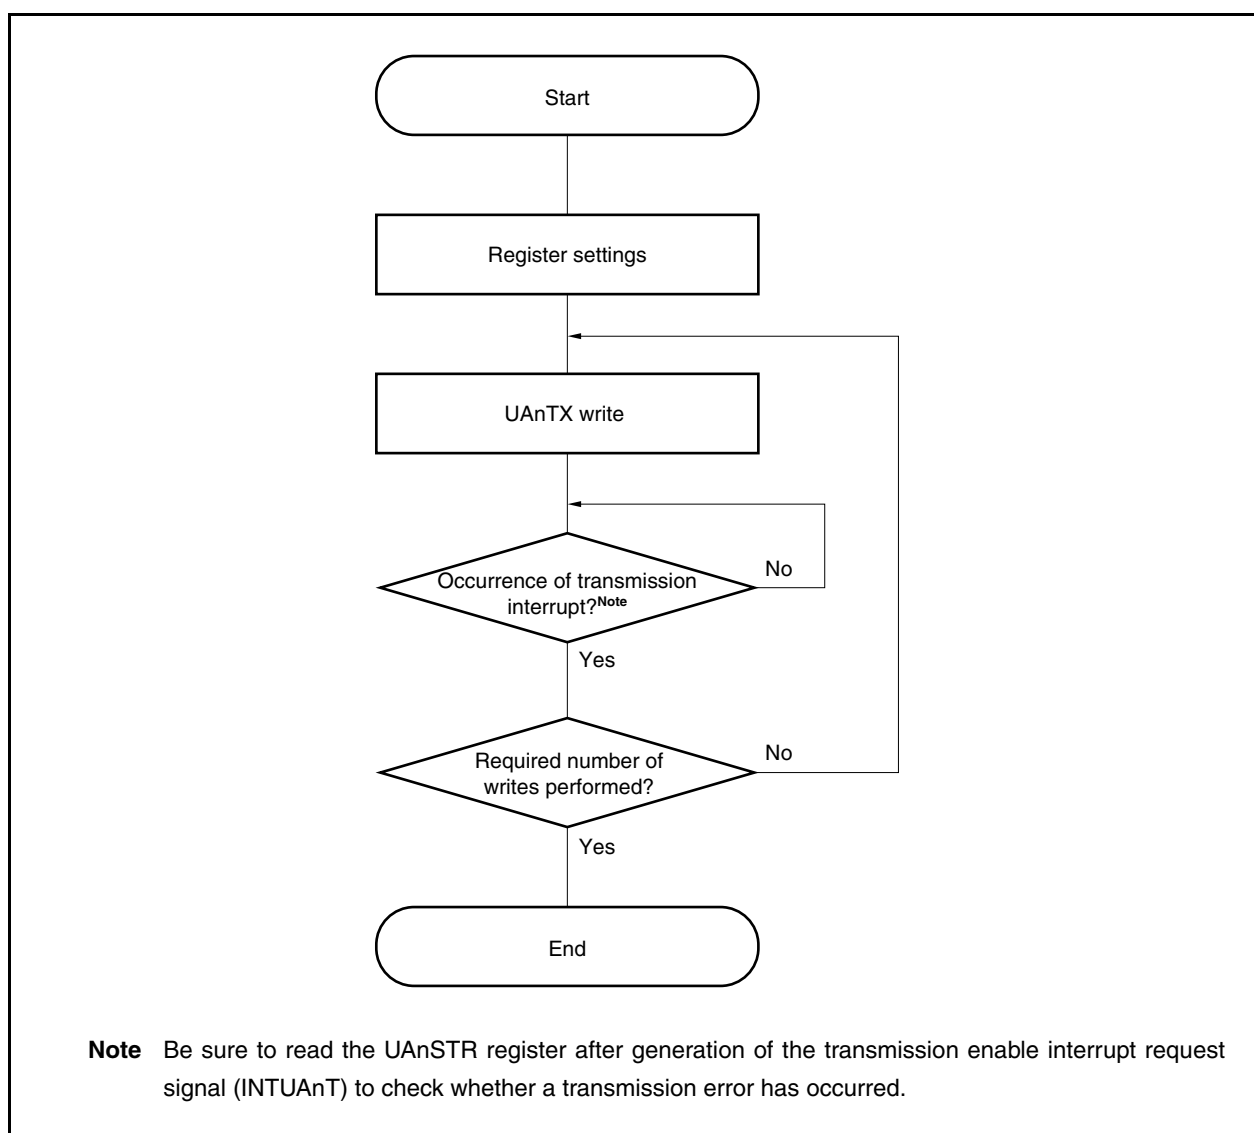 Start
Register settings
UAnTX write
Occurrence of transmission
interrupt?Note
No
Yes
Required number of
writes performed?
No
Yes
End
Note Be sure to read the UAnSTR register after generation of the transmission enable interrupt request
signal (INTUAnT) to check whether a transmission error has occurred.